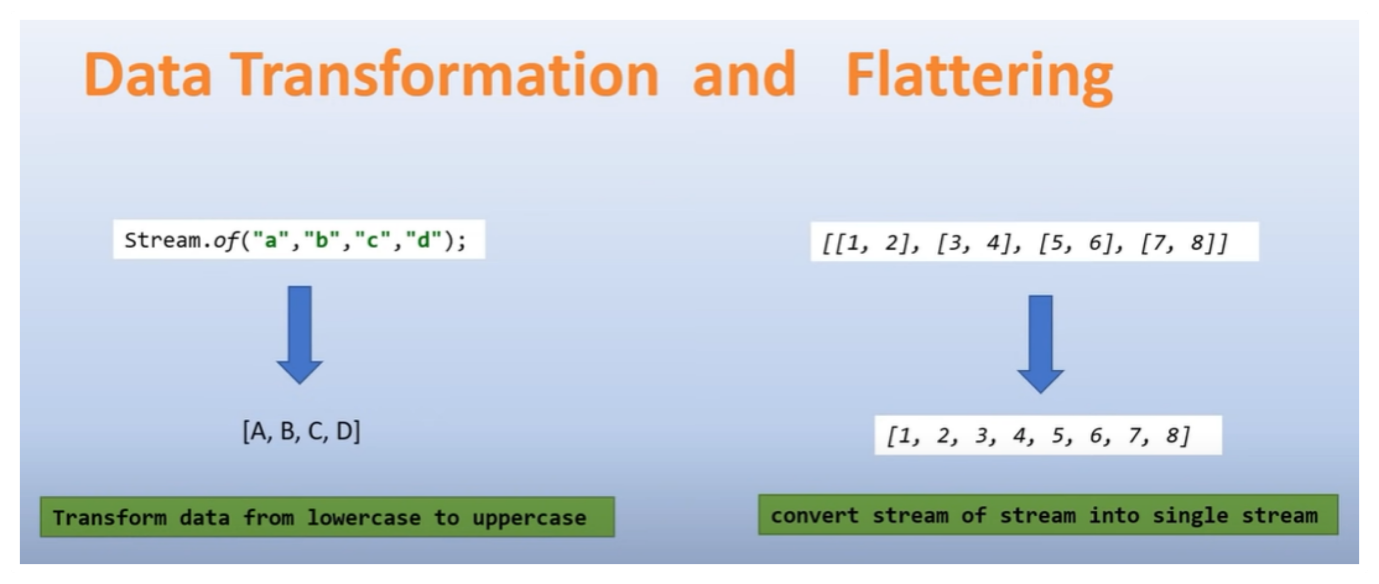 Data Transformation and Flattering
Stream.of("a","b","c","d");
[A, B, C, D]
Transform data from lowercase to uppercase
[[1, 2], [3, 4], [5, 6], [7, 8]]
[1, 2, 3, 4, 5, 6, 7, 8]
convert stream of stream into single stream